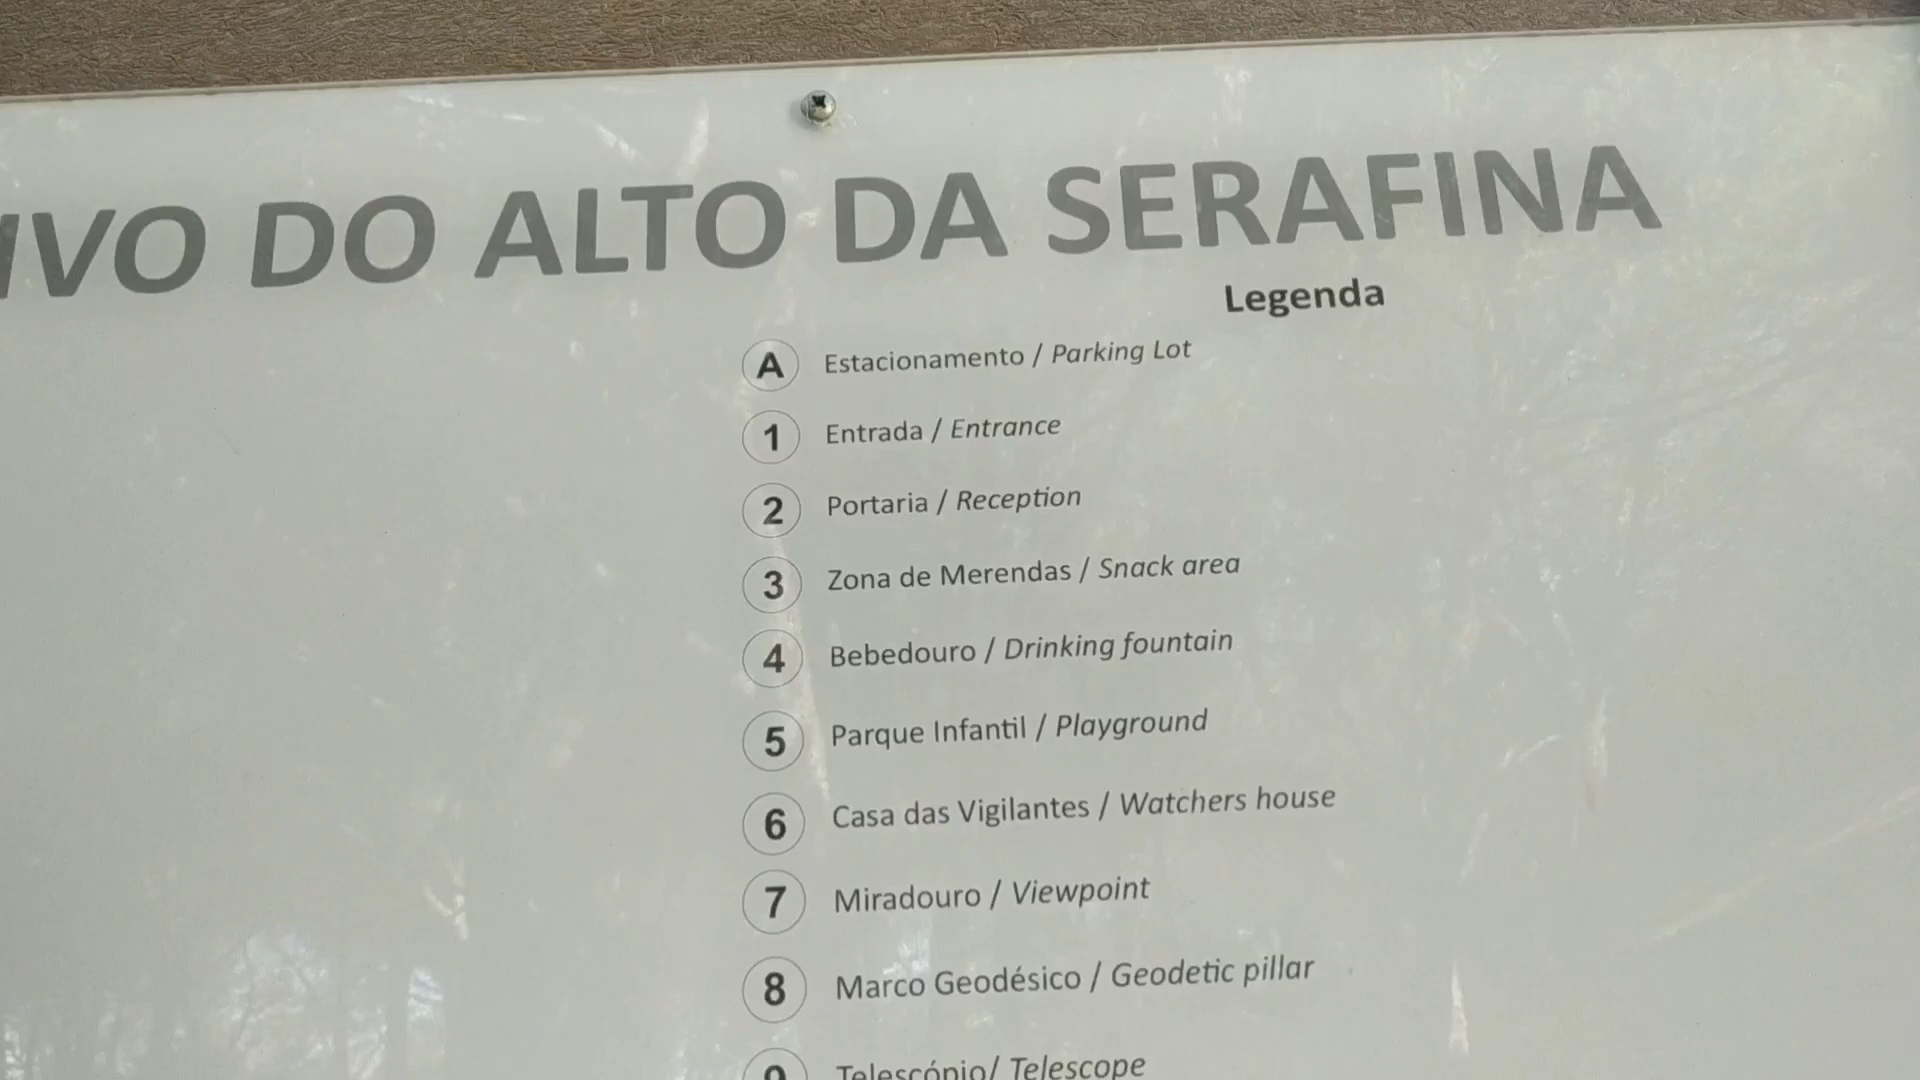 IVO DO ALTO DA SERAFINA
Legenda
A Estacionamento / Parking Lot
1 Entrada / Entrance
2 Portaria / Reception
3 Zona de Merendas / Snack area
4 Bebedouro / Drinking fountain
5 Parque Infantil / Playground
6 Casa das Vigilantes / Watchers house
7 Miradouro / Viewpoint
8 Marco Geodésico / Geodetic pillar
9 Telescópio/ Telescope